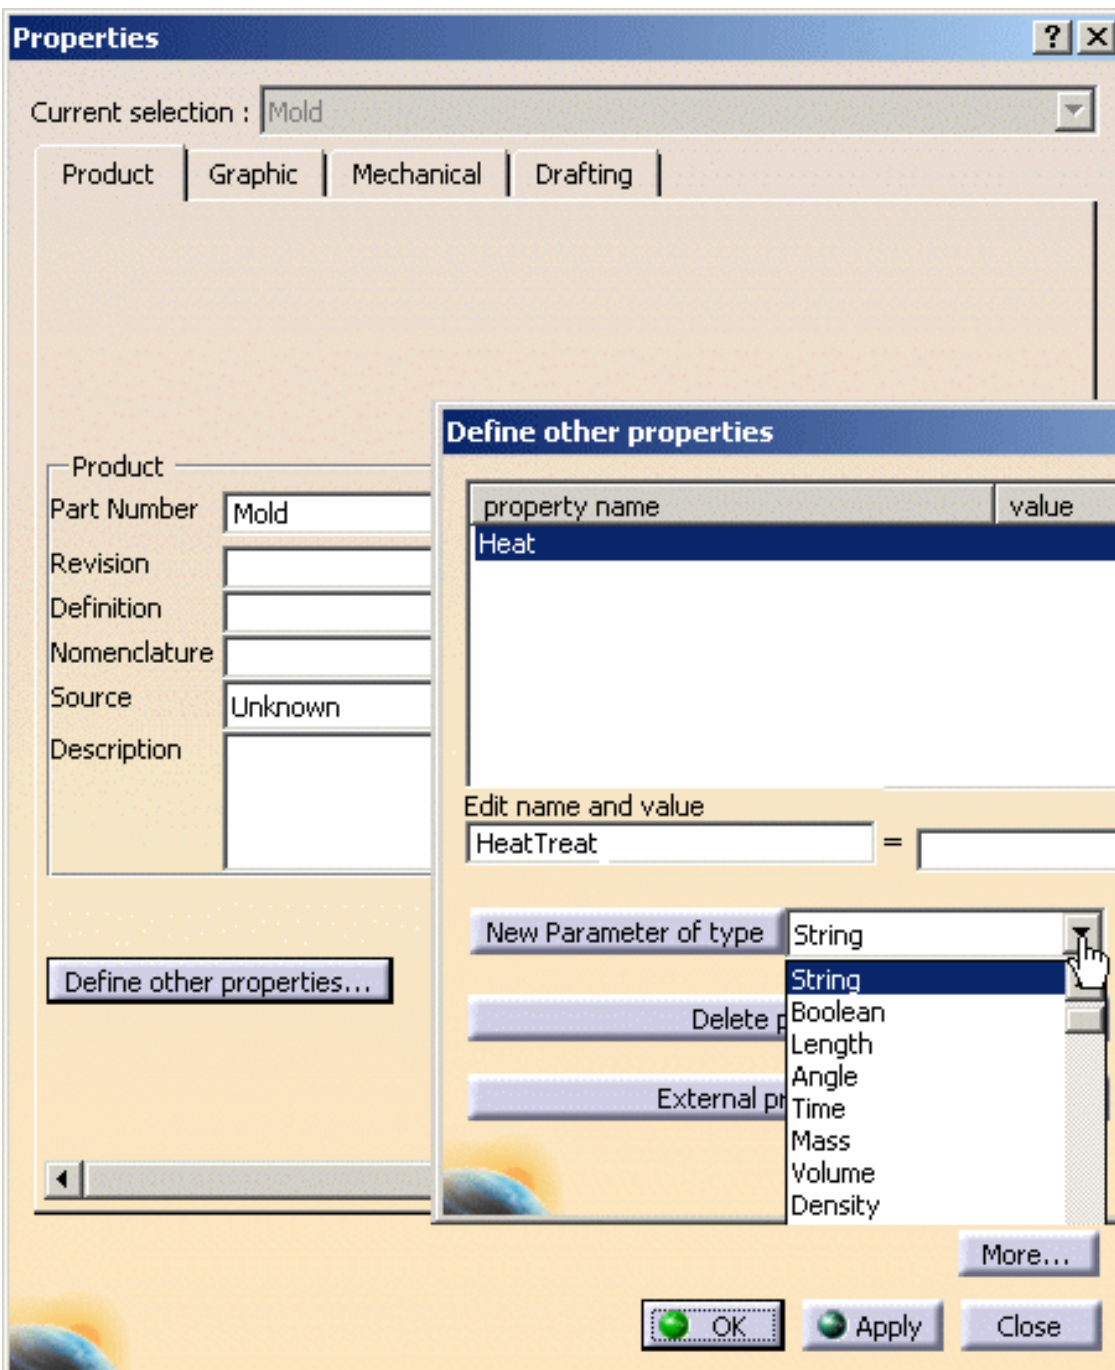 Properties
Current selection : Mold
Product Graphic Mechanical Drafting
Define other properties
Product
Part Number Mold
Revision
Definition
Nomenclature
Source Unknown
Description
property name value
Heat
Edit name and value
HeatTreat =
New Parameter of type String
String
Boolean
Length
Angle
Time
Mass
Volume
Density
Define other properties...
Delete p
External pr
More...
OK Apply Close